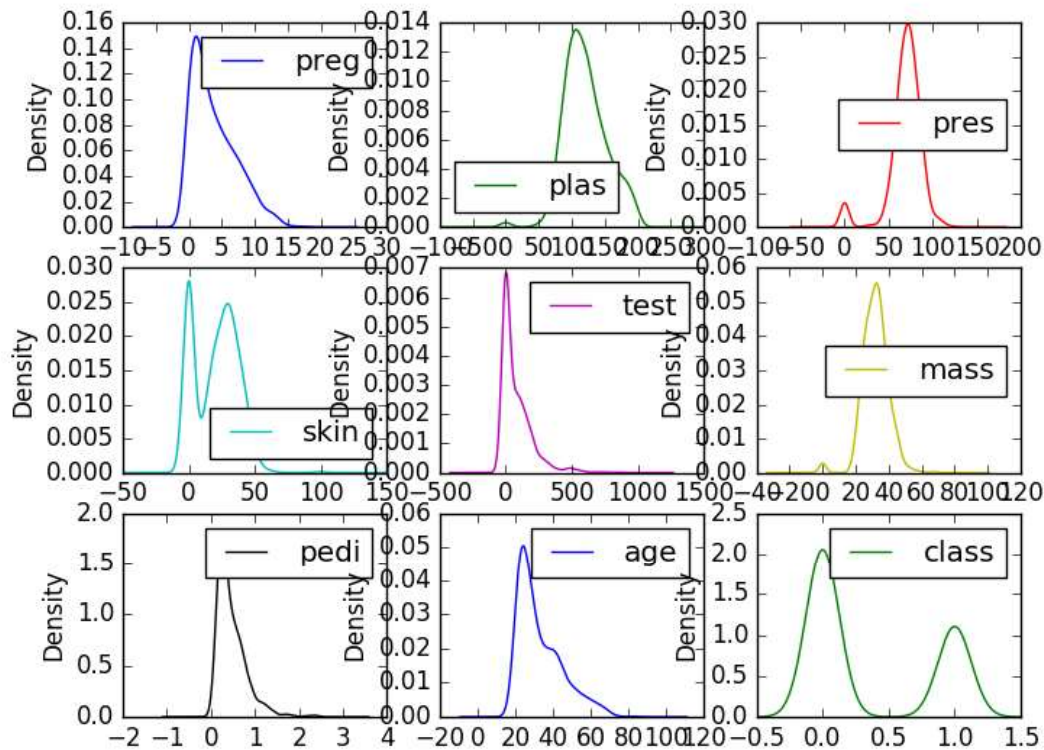 0.16
0.14
0.12
0.10
0.08
0.06
0.04
0.02
0.00
Density
preg
−10 −5 0 5 10 15 20 25 30
0.014
0.012
0.010
0.008
0.006
0.004
0.002
0.000
Density
plas
−100 −50 0 50 100 150 200 250 300
0.030
0.025
0.020
0.015
0.010
0.005
0.000
Density
pres
−100 −50 0 50 100 150 200
0.030
0.025
0.020
0.015
0.010
0.005
0.000
Density
skin
−50 0 50 100 150
0.007
0.006
0.005
0.004
0.003
0.002
0.001
0.000
Density
test
−500 0 500 1000 1500
0.06
0.05
0.04
0.03
0.02
0.01
0.00
Density
mass
−40 −20 0 20 40 60 80 100 120
2.0
1.5
1.0
0.5
0.0
Density
pedi
−2 −1 0 1 2 3 4
0.06
0.05
0.04
0.03
0.02
0.01
0.00
Density
age
−20 0 20 40 60 80 100 120
2.5
2.0
1.5
1.0
0.5
0.0
Density
class
−0.5 0.0 0.5 1.0 1.5